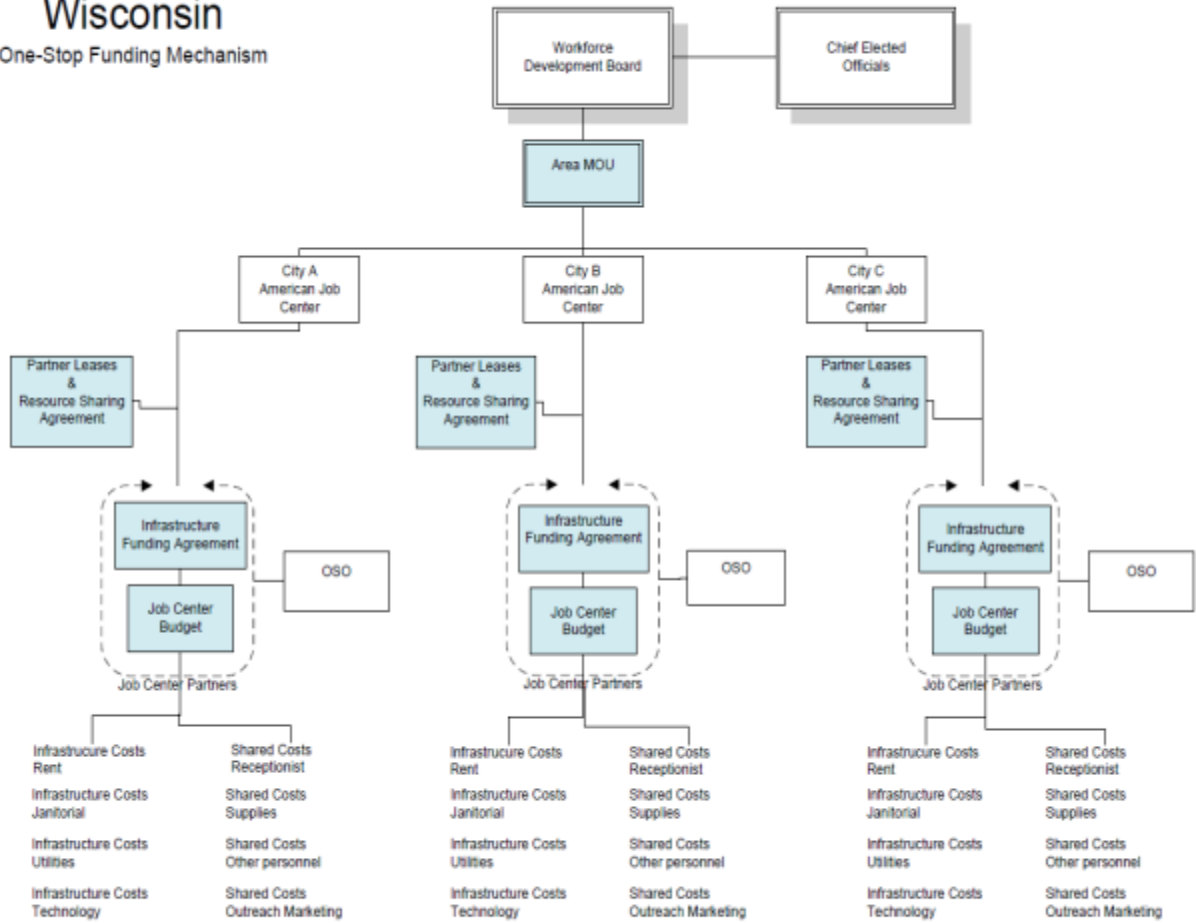 Wisconsin
One-Stop Funding Mechanism
Workforce
Development Board
Chief Elected
Officials
Area MOU
City A
American Job
Center
City B
American Job
Center
City C
American Job
Center
Partner Leases
&
Resource Sharing
Agreement
Partner Leases
&
Resource Sharing
Agreement
Partner Leases
&
Resource Sharing
Agreement
Infrastructure
Funding Agreement
Job Center
Budget
OSO
Job Center Partners
Infrastructure
Funding Agreement
Job Center
Budget
OSO
Job Center Partners
Infrastructure
Funding Agreement
Job Center
Budget
OSO
Job Center Partners
Infrastrucure Costs
Rent
Infrastructure Costs
Janitorial
Infrastructure Costs
Utilities
Infrastructure Costs
Technology
Shared Costs
Receptionist
Shared Costs
Supplies
Shared Costs
Other personnel
Shared Costs
Outreach Marketing
Infrastrucure Costs
Rent
Infrastructure Costs
Janitorial
Infrastructure Costs
Utilities
Infrastructure Costs
Technology
Shared Costs
Receptionist
Shared Costs
Supplies
Shared Costs
Other personnel
Shared Costs
Outreach Marketing
Infrastrucure Costs
Rent
Infrastructure Costs
Janitorial
Infrastructure Costs
Utilities
Infrastructure Costs
Technology
Shared Costs
Receptionist
Shared Costs
Supplies
Shared Costs
Other personnel
Shared Costs
Outreach Marketing